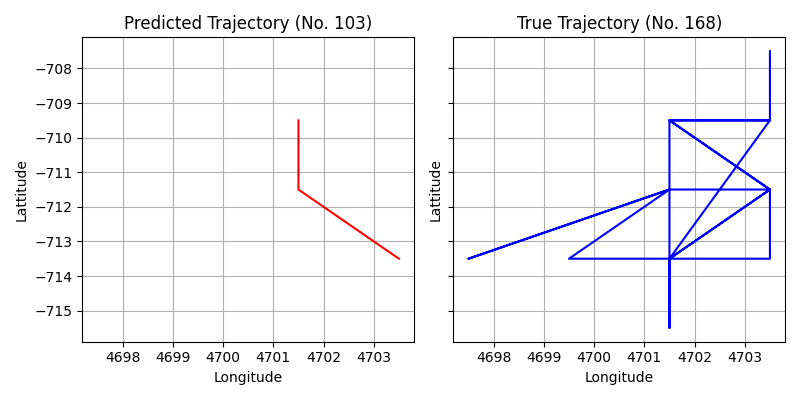 Predicted Trajectory (No. 103)
True Trajectory (No. 168)
Lattitude
−708
−709
−710
−711
−712
−713
−714
−715
4698 4699 4700 4701 4702 4703
Longitude
Lattitude
4698 4699 4700 4701 4702 4703
Longitude